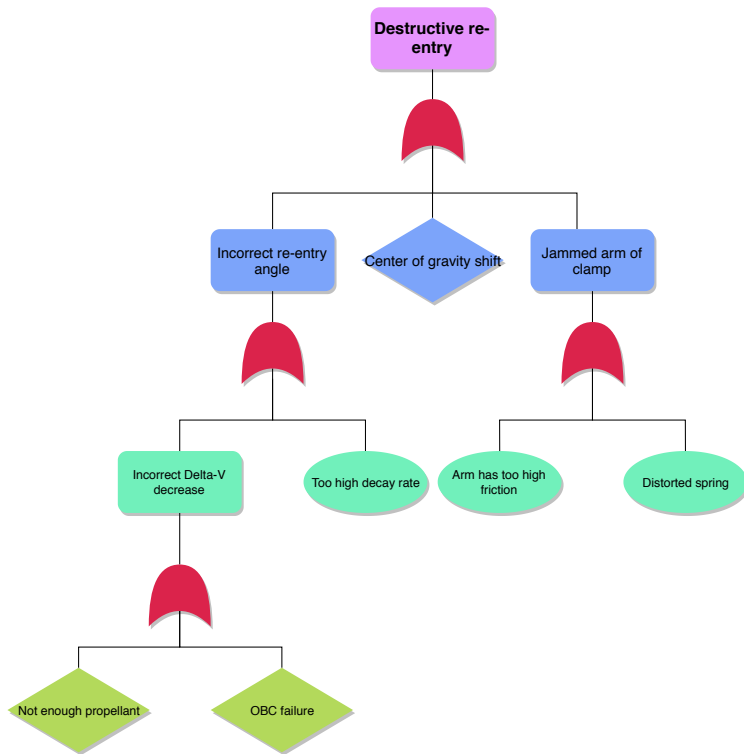 Destructive re-
entry
Incorrect re-entry
angle
Center of gravity shift
Jammed arm of
clamp
Incorrect Delta-V
decrease
Too high decay rate
Arm has too high
friction
Distorted spring
Not enough propellant
OBC failure